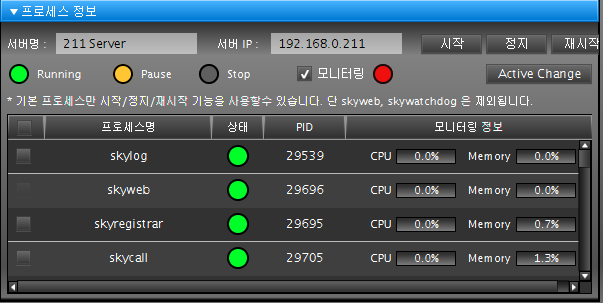 프로세스 정보
서버명 : 211 Server 서버 IP : 192.168.0.211 시작 정지 재시작
Running Pause Stop 모니터링 Active Change
* 기본 프로세스만 시작/정지/재시작 기능을 사용할수 있습니다. 단 skyweb, skywatchdog 은 제외됩니다.
프로세스명 상태 PID 모니터링 정보
skylog 29539 CPU 0.0% Memory 0.0%
skyweb 29696 CPU 0.0% Memory 0.0%
skyregistrar 29695 CPU 0.0% Memory 0.7%
skycall 29705 CPU 0.0% Memory 1.3%